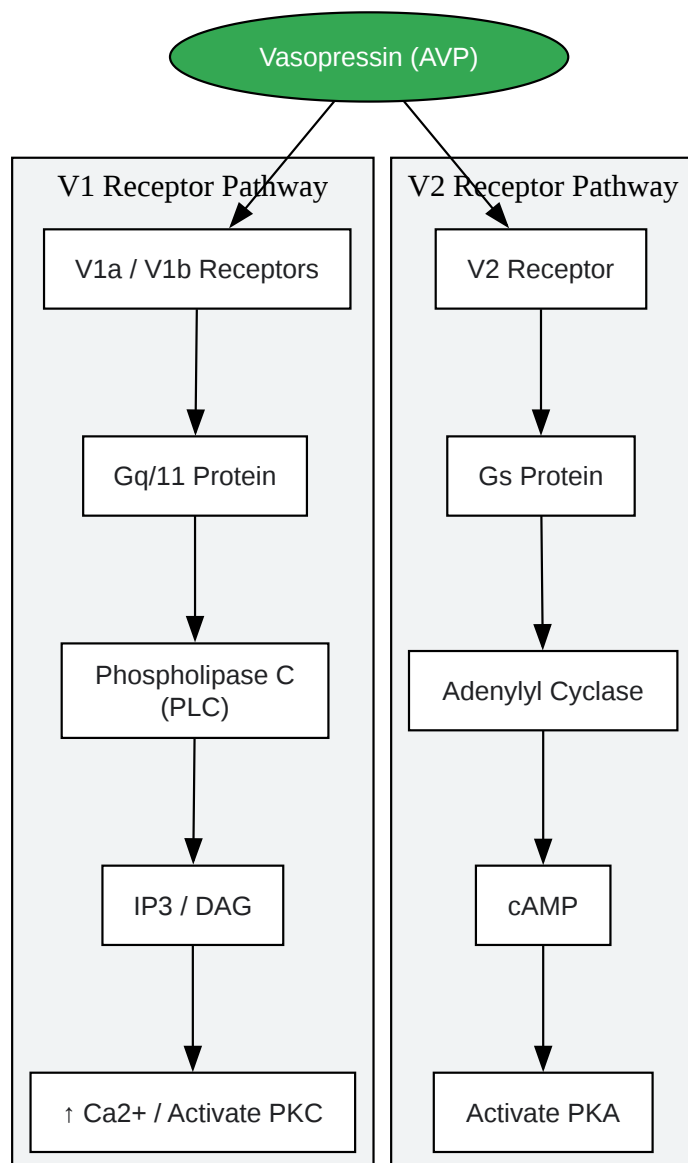 Vasopressin (AVP)
V1 Receptor Pathway
V2 Receptor Pathway
V1a / V1b Receptors
V2 Receptor
Gq/11 Protein
Gs Protein
Phospholipase C
(PLC)
Adenylyl Cyclase
IP3 / DAG
cAMP
↑ Ca2+ / Activate PKC
Activate PKA